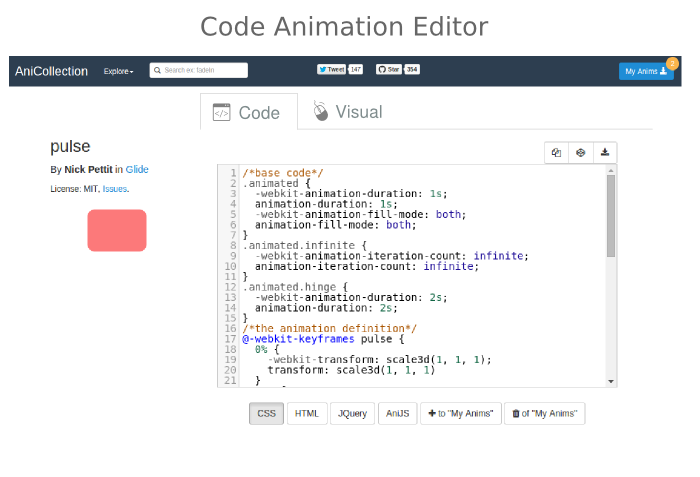 Code Animation Editor
AniCollection Explore Search ex: fadeIn Tweet 147 Star 354 My Anims
Code Visual
pulse
By Nick Pettit in Glide
License: MIT, Issues.
1 /*base code*/
2 .animated {
3 -webkit-animation-duration: 1s;
4 animation-duration: 1s;
5 -webkit-animation-fill-mode: both;
6 animation-fill-mode: both;
7 }
8 .animated.infinite {
9 -webkit-animation-iteration-count: infinite;
10 animation-iteration-count: infinite;
11 }
12 .animated.hinge {
13 -webkit-animation-duration: 2s;
14 animation-duration: 2s;
15 }
16 /*the animation definition*/
17 @-webkit-keyframes pulse {
18 0% {
19 -webkit-transform: scale3d(1, 1, 1);
20 transform: scale3d(1, 1, 1)
21 }
CSS HTML JQuery AniJS + to "My Anims" of "My Anims"